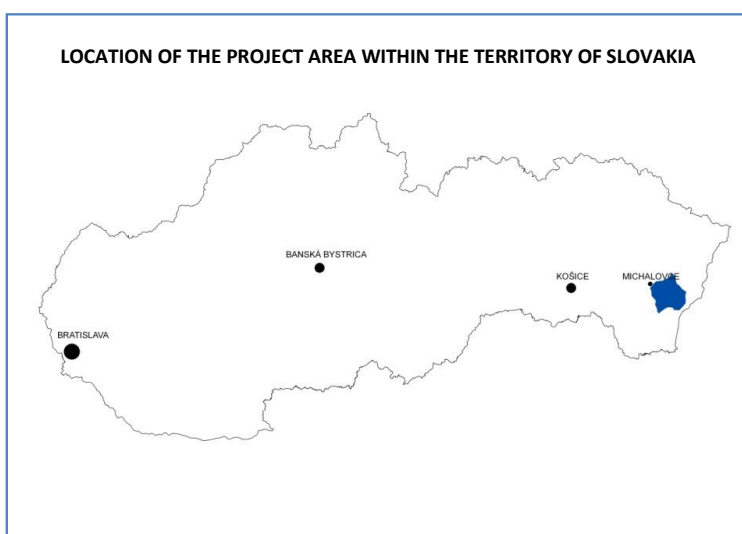 LOCATION OF THE PROJECT AREA WITHIN THE TERRITORY OF SLOVAKIA
BANSKÁ BYSTRICA
KOŠICE
MICHALOVCE
BRATISLAVA